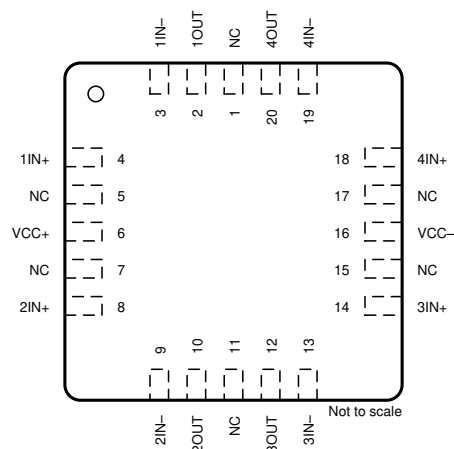 1IN–
1OUT
NC
4OUT
4IN–
3
2
1
20
19
1IN+ 4
18 4IN+
NC 5
17 NC
VCC+ 6
16 VCC–
NC 7
15 NC
2IN+ 8
14 3IN+
9
10
11
12
13
2IN–
2OUT
NC
3OUT
3IN–
Not to scale